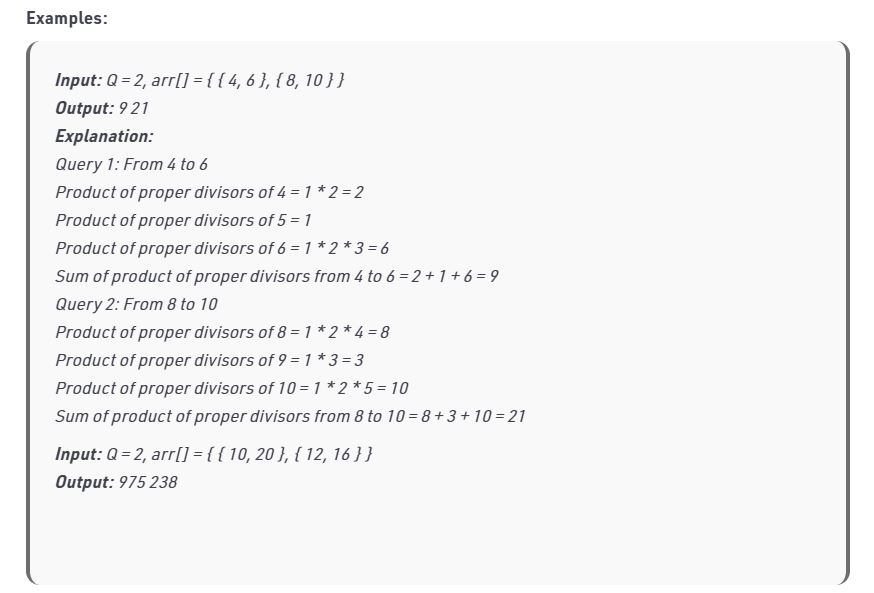 Examples:
Input: Q = 2, arr[] = { { 4, 6 }, { 8, 10 } }
Output: 9 21
Explanation:
Query 1: From 4 to 6
Product of proper divisors of 4 = 1 * 2 = 2
Product of proper divisors of 5 = 1
Product of proper divisors of 6 = 1 * 2 * 3 = 6
Sum of product of proper divisors from 4 to 6 = 2 + 1 + 6 = 9
Query 2: From 8 to 10
Product of proper divisors of 8 = 1 * 2 * 4 = 8
Product of proper divisors of 9 = 1 * 3 = 3
Product of proper divisors of 10 = 1 * 2 * 5 = 10
Sum of product of proper divisors from 8 to 10 = 8 + 3 + 10 = 21
Input: Q = 2, arr[] = { { 10, 20 }, { 12, 16 } }
Output: 975 238